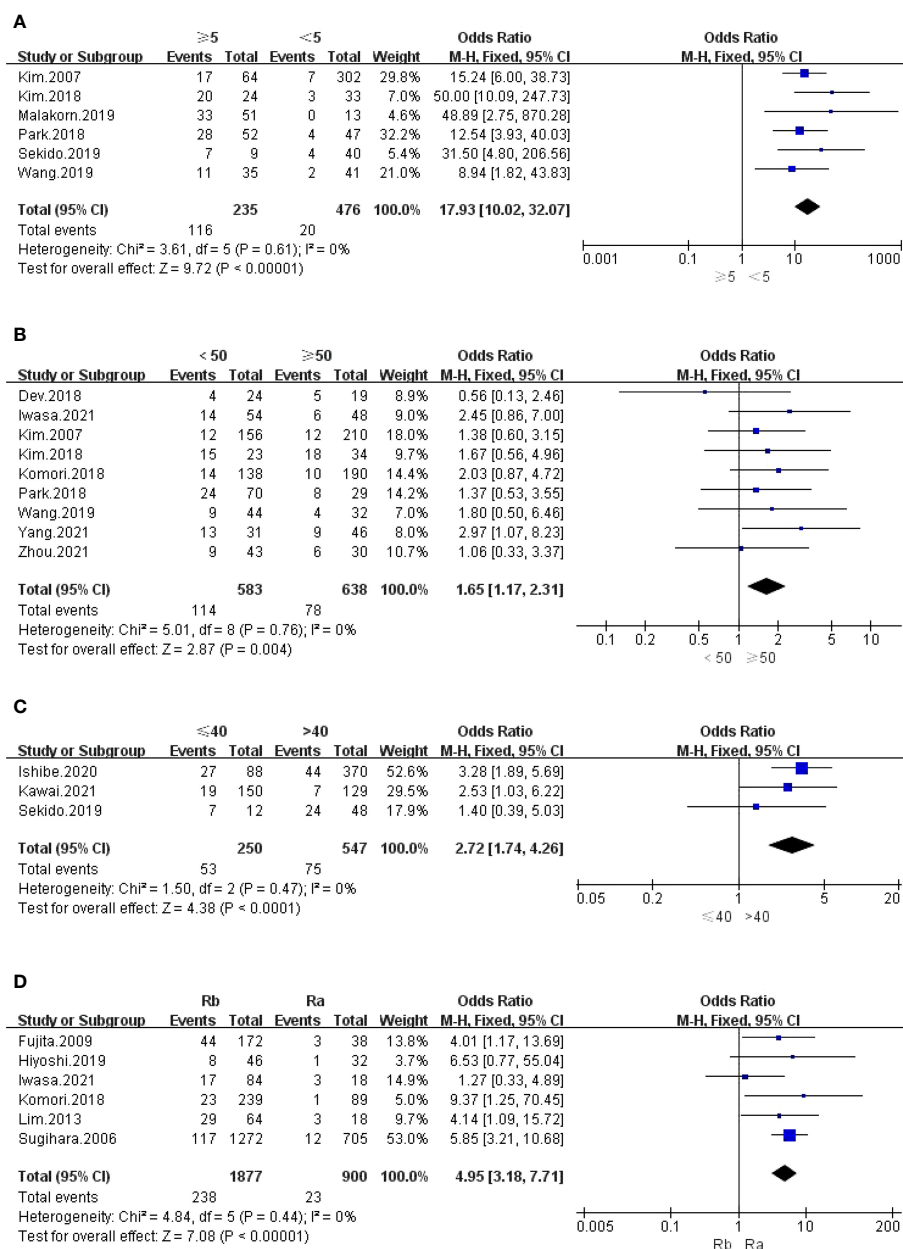 A
≥5 <5 Odds Ratio Odds Ratio
Study or Subgroup Events Total Events Total Weight M-H, Fixed, 95% CI M-H, Fixed, 95% CI
Kim.2007 17 64 7 302 29.8% 15.24 [6.00, 38.73]
Kim.2018 20 24 3 33 7.0% 50.00 [10.09, 247.73]
Malakorn.2019 33 51 0 13 4.6% 48.89 [2.75, 870.28]
Park.2018 28 52 4 47 32.2% 12.54 [3.93, 40.03]
Sekido.2019 7 9 4 40 5.4% 31.50 [4.80, 206.56]
Wang.2019 11 35 2 41 21.0% 8.94 [1.82, 43.83]
Total (95% CI) 235 476 100.0% 17.93 [10.02, 32.07]
Total events 116 20
Heterogeneity: Chi² = 3.61, df = 5 (P = 0.61); I² = 0%
Test for overall effect: Z = 9.72 (P < 0.00001)
0.001 0.1 1 10 1000
≥5 <5
B
< 50 ≥50 Odds Ratio Odds Ratio
Study or Subgroup Events Total Events Total Weight M-H, Fixed, 95% CI M-H, Fixed, 95% CI
Dev.2018 4 24 5 19 8.9% 0.56 [0.13, 2.46]
Iwasa.2021 14 54 6 48 9.0% 2.45 [0.86, 7.00]
Kim.2007 12 156 12 210 18.0% 1.38 [0.60, 3.15]
Kim.2018 15 23 18 34 9.7% 1.67 [0.56, 4.96]
Komori.2018 14 138 10 190 14.4% 2.03 [0.87, 4.72]
Park.2018 24 70 8 29 14.2% 1.37 [0.53, 3.55]
Wang.2019 9 44 4 32 7.1% 1.80 [0.50, 6.46]
Yang.2021 13 31 9 46 8.0% 2.97 [1.07, 8.23]
Zhou.2021 9 43 6 30 10.7% 1.06 [0.33, 3.37]
Total (95% CI) 583 638 100.0% 1.65 [1.17, 2.31]
Total events 114 78
Heterogeneity: Chi² = 5.01, df = 8 (P = 0.76); I² = 0%
Test for overall effect: Z = 2.87 (P = 0.004)
0.1 0.2 0.5 1 2 5 10
< 50 ≥50
C
≤40 >40 Odds Ratio Odds Ratio
Study or Subgroup Events Total Events Total Weight M-H, Fixed, 95% CI M-H, Fixed, 95% CI
Ishibe.2020 27 88 44 370 52.6% 3.28 [1.89, 5.69]
Kawai.2021 19 150 7 129 29.5% 2.53 [1.03, 6.22]
Sekido.2019 7 12 24 48 17.9% 1.40 [0.39, 5.03]
Total (95% CI) 250 547 100.0% 2.72 [1.74, 4.26]
Total events 53 75
Heterogeneity: Chi² = 1.50, df = 2 (P = 0.47); I² = 0%
Test for overall effect: Z = 4.38 (P < 0.0001)
0.05 0.2 1 5 20
≤40 >40
D
Rb Ra Odds Ratio Odds Ratio
Study or Subgroup Events Total Events Total Weight M-H, Fixed, 95% CI M-H, Fixed, 95% CI
Fujita.2009 44 172 3 38 13.8% 4.01 [1.17, 13.69]
Hiyoshi.2019 8 46 1 32 3.7% 6.53 [0.77, 55.04]
Iwasa.2021 17 84 3 18 14.9% 1.27 [0.33, 4.89]
Komori.2018 23 239 1 89 5.0% 9.37 [1.25, 70.45]
Lim.2013 29 64 3 18 9.7% 4.14 [1.09, 15.72]
Sugihara.2006 117 1272 12 705 53.0% 5.85 [3.21, 10.68]
Total (95% CI) 1877 900 100.0% 4.95 [3.18, 7.71]
Total events 238 23
Heterogeneity: Chi² = 4.84, df = 5 (P = 0.44); I² = 0%
Test for overall effect: Z = 7.08 (P < 0.00001)
0.005 0.1 1 10 200
Rb Ra